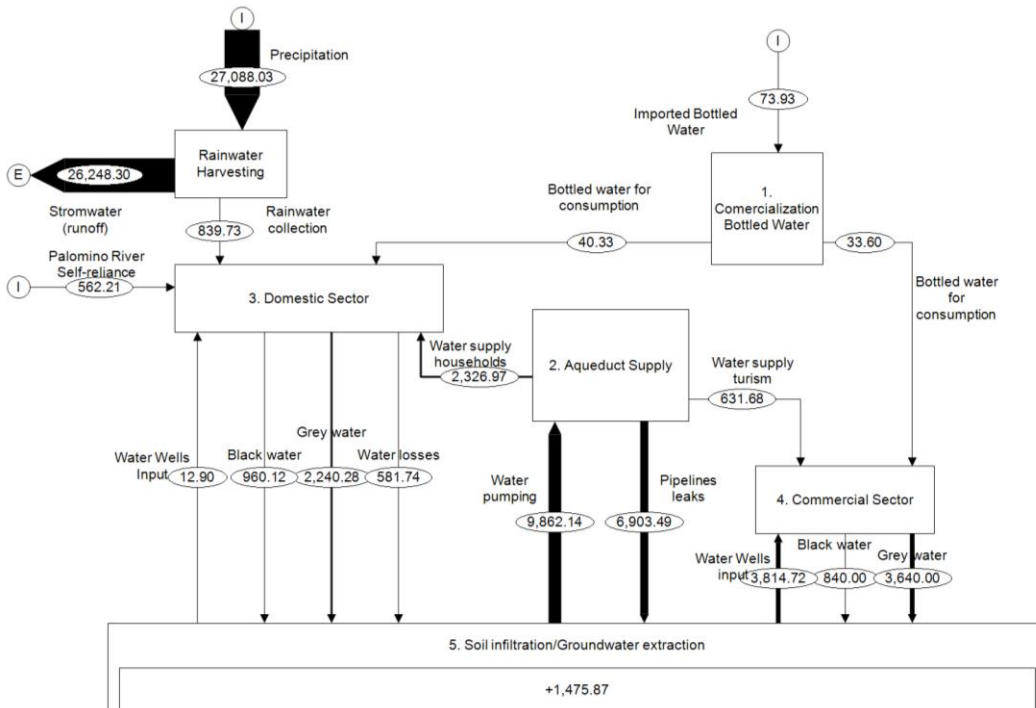 I
Precipitation
27,088.03
I
73.93
Imported Bottled
Water
Rainwater
Harvesting
E
26,248.30
Stromwater
(runoff)
839.73
Rainwater
collection
1.
Comercialization
Bottled Water
Bottled water for
consumption
40.33
33.60
Bottled water
for
consumption
Palomino River
Self-reliance
I
562.21
3. Domestic Sector
Water supply
households
2,326.97
2. Aqueduct Supply
Water supply
turism
631.68
Water Wells
Input
12.90
Black water
960.12
Grey water
2,240.28
Water losses
581.74
Water
pumping
9,862.14
Pipelines
leaks
6,903.49
4. Commercial Sector
Water Wells
input
3,814.72
Black water
840.00
Grey water
3,640.00
5. Soil infiltration/Groundwater extraction
+1,475.87